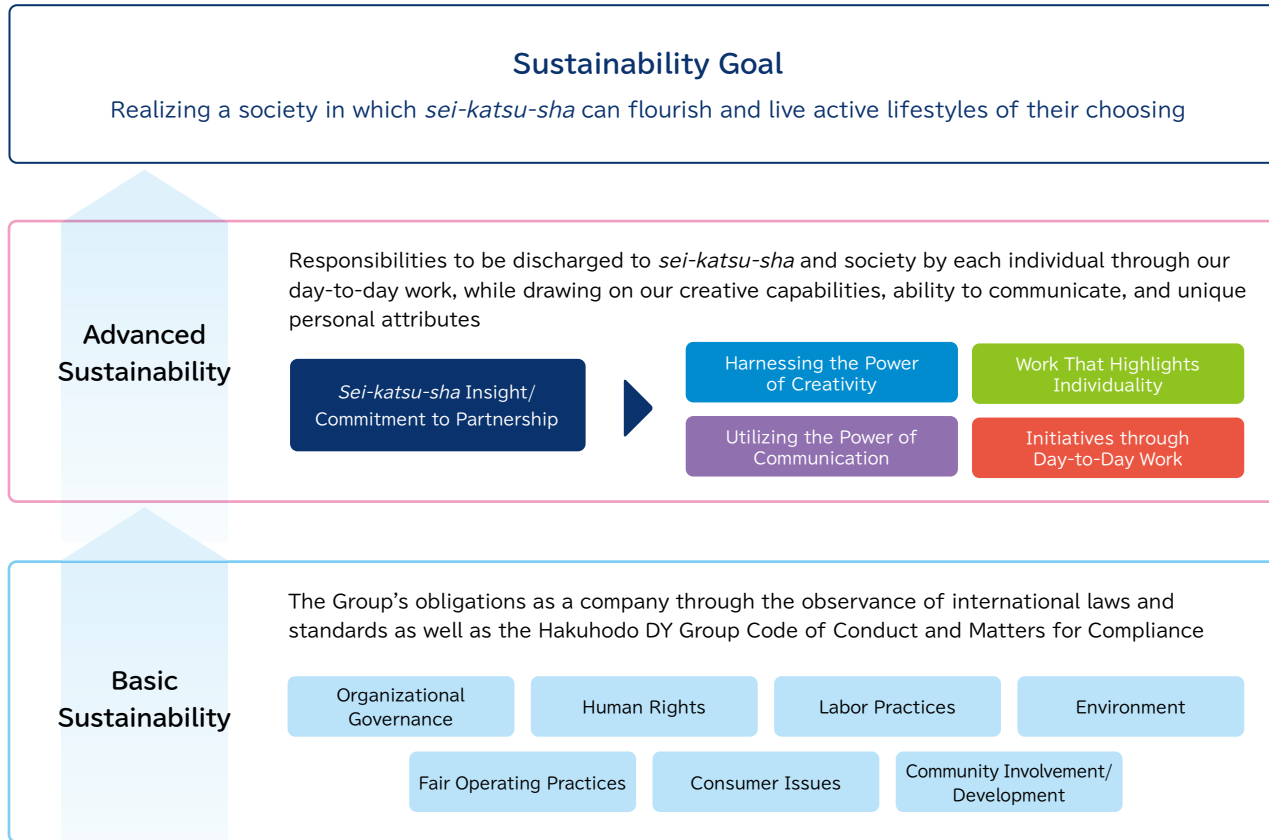 Sustainability Goal
Realizing a society in which sei-katsu-sha can flourish and live active lifestyles of their choosing
Advanced
Sustainability
Responsibilities to be discharged to sei-katsu-sha and society by each individual through our
day-to-day work, while drawing on our creative capabilities, ability to communicate, and unique
personal attributes
Sei-katsu-sha Insight/
Commitment to Partnership
Harnessing the Power
of Creativity
Work That Highlights
Individuality
Utilizing the Power of
Communication
Initiatives through
Day-to-Day Work
Basic
Sustainability
The Group’s obligations as a company through the observance of international laws and
standards as well as the Hakuhodo DY Group Code of Conduct and Matters for Compliance
Organizational
Governance
Human Rights
Labor Practices
Environment
Fair Operating Practices
Consumer Issues
Community Involvement/
Development